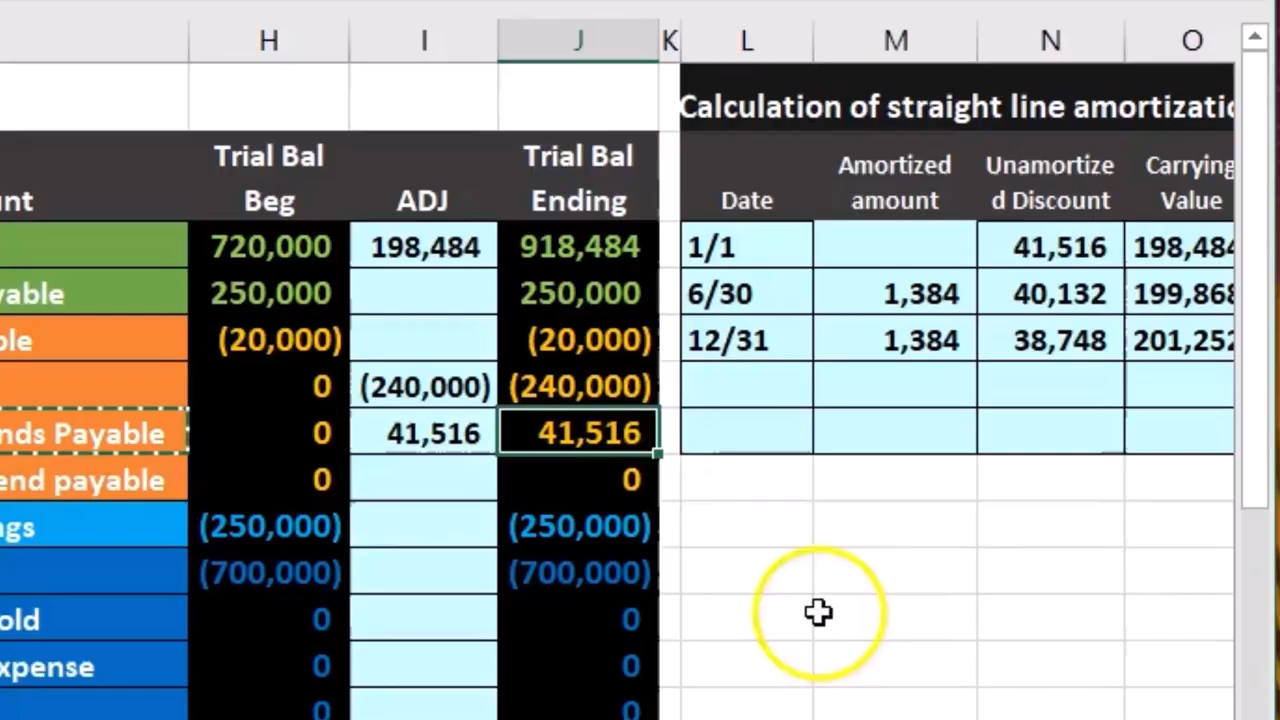 H I J K L M N O
Calculation of straight line amortizatio
Trial Bal Trial Bal Amortized Unamortize Carrying
nt Beg ADJ Ending Date amount d Discount Value
720,000 198,484 918,484 1/1 41,516 198,484
yable 250,000 250,000 6/30 1,384 40,132 199,868
ble (20,000) (20,000) 12/31 1,384 38,748 201,252
0 (240,000) (240,000)
nds Payable 0 41,516 41,516
end payable 0 0
ngs (250,000) (250,000)
(700,000) (700,000)
old 0 0
xpense 0 0
0 0